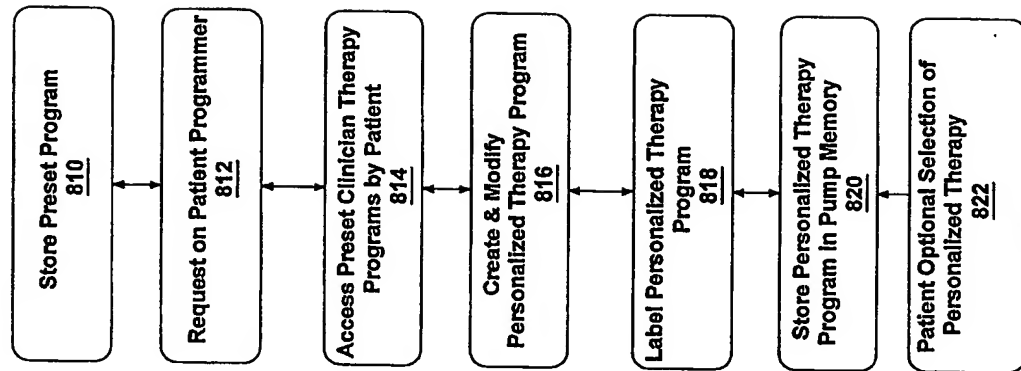 Store Preset Program
810
Request on Patient Programmer
812
Access Preset Clinician Therapy
Programs by Patient
814
Create & Modify
Personalized Therapy Program
816
Label Personalized Therapy
Program
818
Store Personalized Therapy
Program in Pump Memory
820
Patient Optional Selection of
Personalized Therapy
822